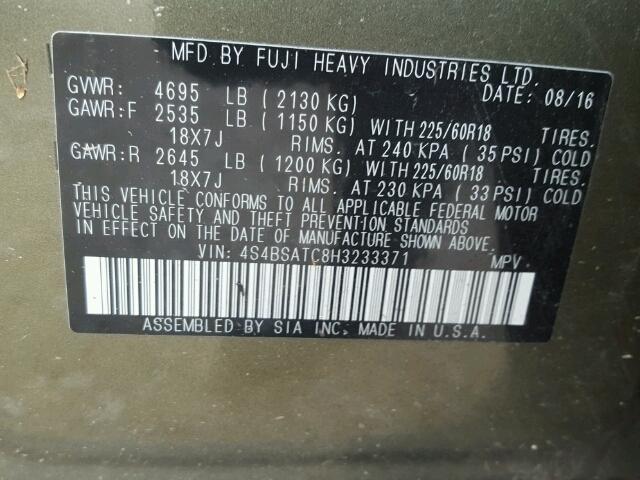 MFD BY FUJI HEAVY INDUSTRIES LTD.
GVWR: 4695 LB (2130 KG) DATE: 08/16
GAWR:F 2535 LB (1150 KG) WITH 225/60R18 TIRES.
18X7J RIMS. AT 240 KPA (35 PSI) COLD
GAWR:R 2645 LB (1200 KG) WITH 225/60R18 TIRES.
18X7J RIMS. AT 230 KPA (33 PSI) COLD
THIS VEHICLE CONFORMS TO ALL APPLICABLE FEDERAL MOTOR
VEHICLE SAFETY AND THEFT PREVENTION STANDARDS
IN EFFECT ON THE DATE OF MANUFACTURE SHOWN ABOVE.
VIN: 4S4BSATC8H3233371 MPV
ASSEMBLED BY SIA INC. MADE IN U.S.A.